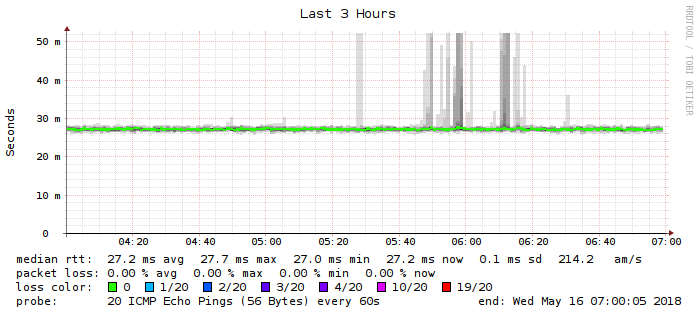 Last 3 Hours
RRDTOOL / TOBI OETIKER
Seconds
50 m
40 m
30 m
20 m
10 m
0
04:20 04:40 05:00 05:20 05:40 06:00 06:20 06:40 07:00
median rtt: 27.2 ms avg 27.7 ms max 27.0 ms min 27.2 ms now 0.1 ms sd 214.2 am/s
packet loss: 0.00 % avg 0.00 % max 0.00 % min 0.00 % now
loss color: 0 1/20 2/20 3/20 4/20 10/20 19/20
probe: 20 ICMP Echo Pings (56 Bytes) every 60s end: Wed May 16 07:00:05 2018